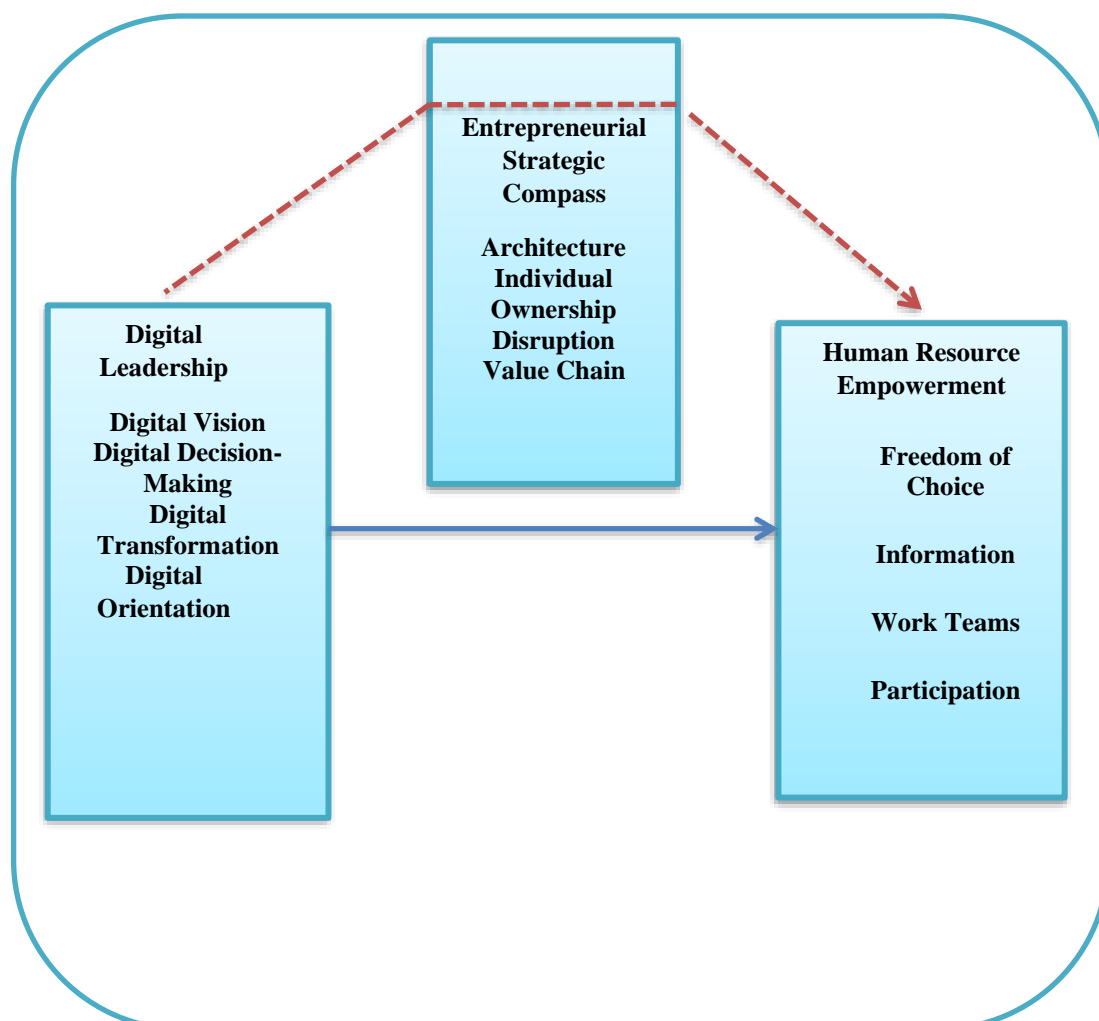 Entrepreneurial
Strategic
Compass
Architecture
Individual
Ownership
Disruption
Value Chain
Digital
Leadership
Digital Vision
Digital Decision-
Making
Digital
Transformation
Digital
Orientation
Human Resource
Empowerment
Freedom of
Choice
Information
Work Teams
Participation